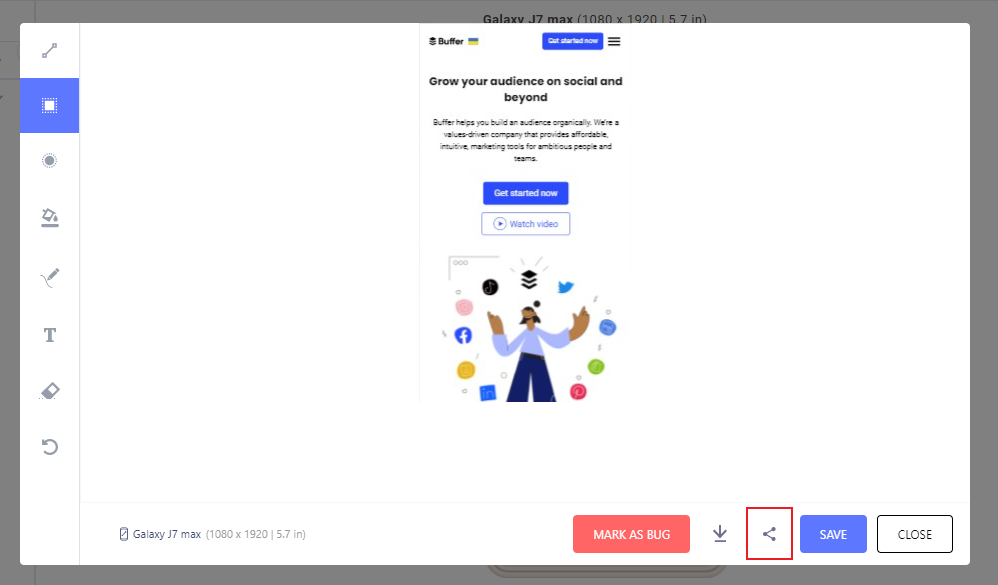 Galaxy J7 max (1080 x 1920 | 5.7 in)
Buffer
Get started now
Grow your audience on social and
beyond
Buffer helps you build an audience organically. We're a
values-driven company that provides affordable,
intuitive, marketing tools for ambitious people and
teams.
Get started now
Watch video
T
in
Galaxy J7 max (1080 x 1920 | 5.7 in)
MARK AS BUG
SAVE
CLOSE